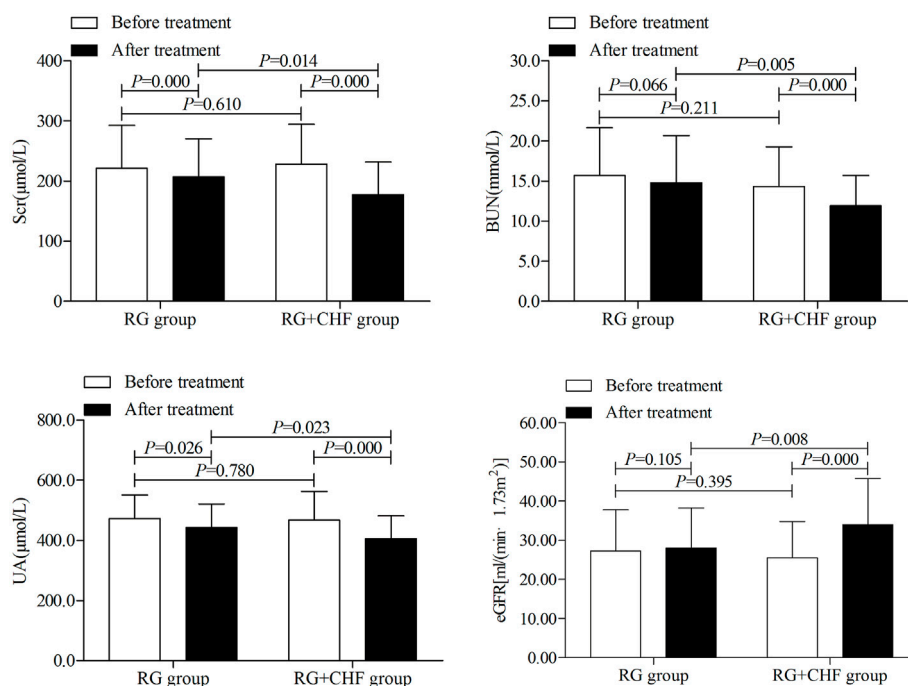 Before treatment
After treatment
400
300
200
100
0
Scr(μmol/L)
P=0.014
P=0.000
P=0.000
P=0.610
RG group
RG+CHF group
Before treatment
After treatment
30.0
25.0
20.0
15.0
10.0
5.0
0.0
BUN(mmol/L)
P=0.005
P=0.066
P=0.000
P=0.211
RG group
RG+CHF group
Before treatment
After treatment
800.0
600.0
400.0
200.0
0.0
UA(μmol/L)
P=0.023
P=0.026
P=0.000
P=0.780
RG group
RG+CHF group
Before treatment
After treatment
60.00
50.00
40.00
30.00
20.00
10.00
0.00
eGFR[ml/(min· 1.73m²)]
P=0.008
P=0.105
P=0.000
P=0.395
RG group
RG+CHF group